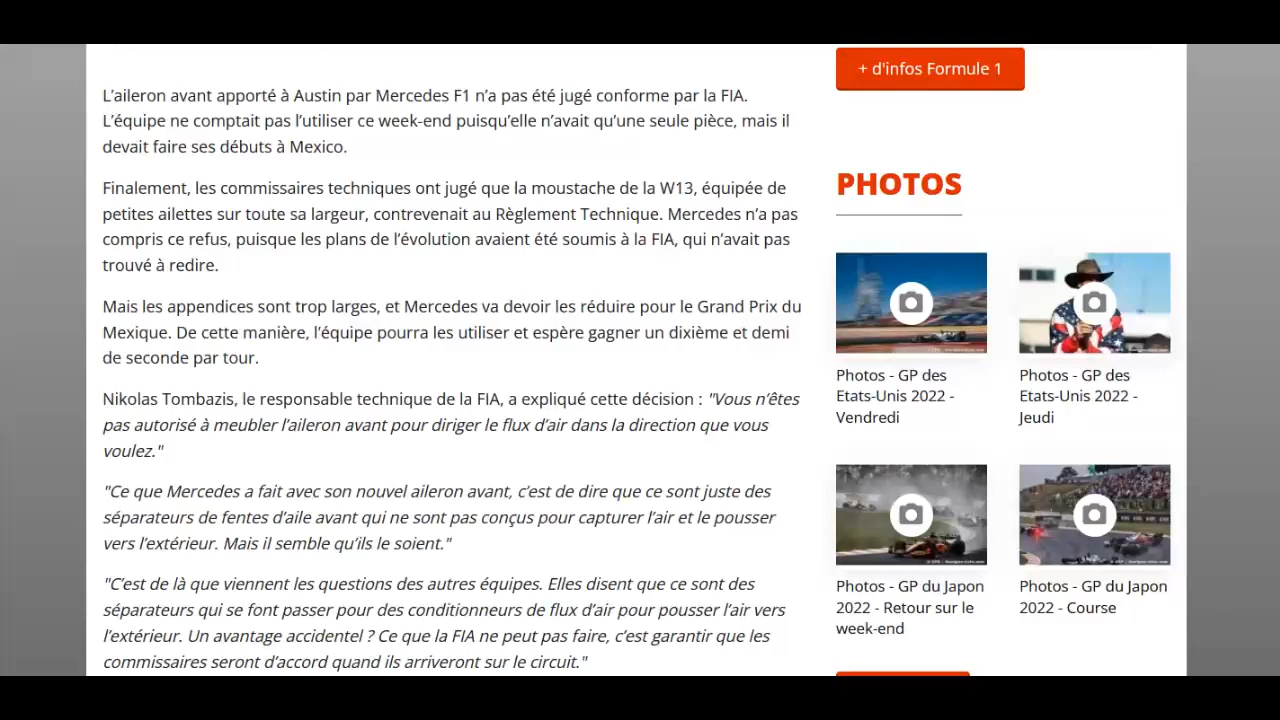 L’aileron avant apporté à Austin par Mercedes F1 n’a pas été jugé conforme par la FIA.
L’équipe ne comptait pas l’utiliser ce week-end puisqu’elle n’avait qu’une seule pièce, mais il
devait faire ses débuts à Mexico.
Finalement, les commissaires techniques ont jugé que la moustache de la W13, équipée de
petites ailettes sur toute sa largeur, contrevenait au Règlement Technique. Mercedes n’a pas
compris ce refus, puisque les plans de l’évolution avaient été soumis à la FIA, qui n’avait pas
trouvé à redire.
Mais les appendices sont trop larges, et Mercedes va devoir les réduire pour le Grand Prix du
Mexique. De cette manière, l’équipe pourra les utiliser et espère gagner un dixième et demi
de seconde par tour.
Nikolas Tombazis, le responsable technique de la FIA, a expliqué cette décision : "Vous n’êtes
pas autorisé à meubler l’aileron avant pour diriger le flux d’air dans la direction que vous
voulez."
"Ce que Mercedes a fait avec son nouvel aileron avant, c’est de dire que ce sont juste des
séparateurs de fentes d’aile avant qui ne sont pas conçus pour capturer l’air et le pousser
vers l’extérieur. Mais il semble qu’ils le soient."
"C’est de là que viennent les questions des autres équipes. Elles disent que ce sont des
séparateurs qui se font passer pour des conditionneurs de flux d’air pour pousser l’air vers
l’extérieur. Un avantage accidentel ? Ce que la FIA ne peut pas faire, c’est garantir que les
commissaires seront d’accord quand ils arriveront sur le circuit."
+ d'infos Formule 1
PHOTOS
Photos - GP des
Etats-Unis 2022 -
Vendredi
Photos - GP des
Etats-Unis 2022 -
Jeudi
Photos - GP du Japon
2022 - Retour sur le
week-end
Photos - GP du Japon
2022 - Course